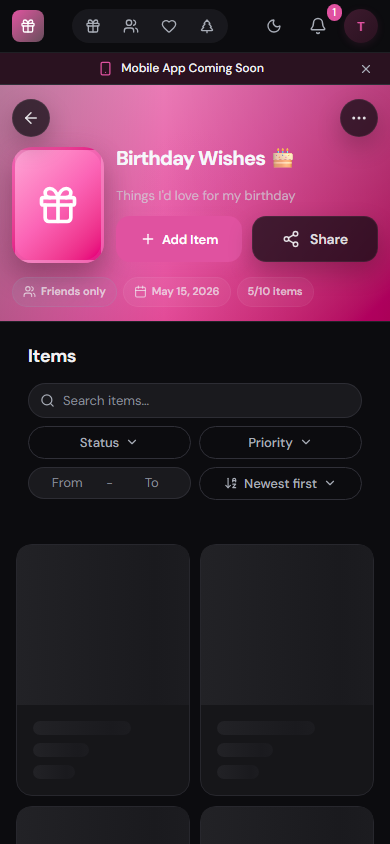 1
T
Mobile App Coming Soon
Birthday Wishes 🎂
Things I'd love for my birthday
Add Item
Share
Friends only
May 15, 2026
5/10 items
Items
Search items...
Status
Priority
From - To
Newest first